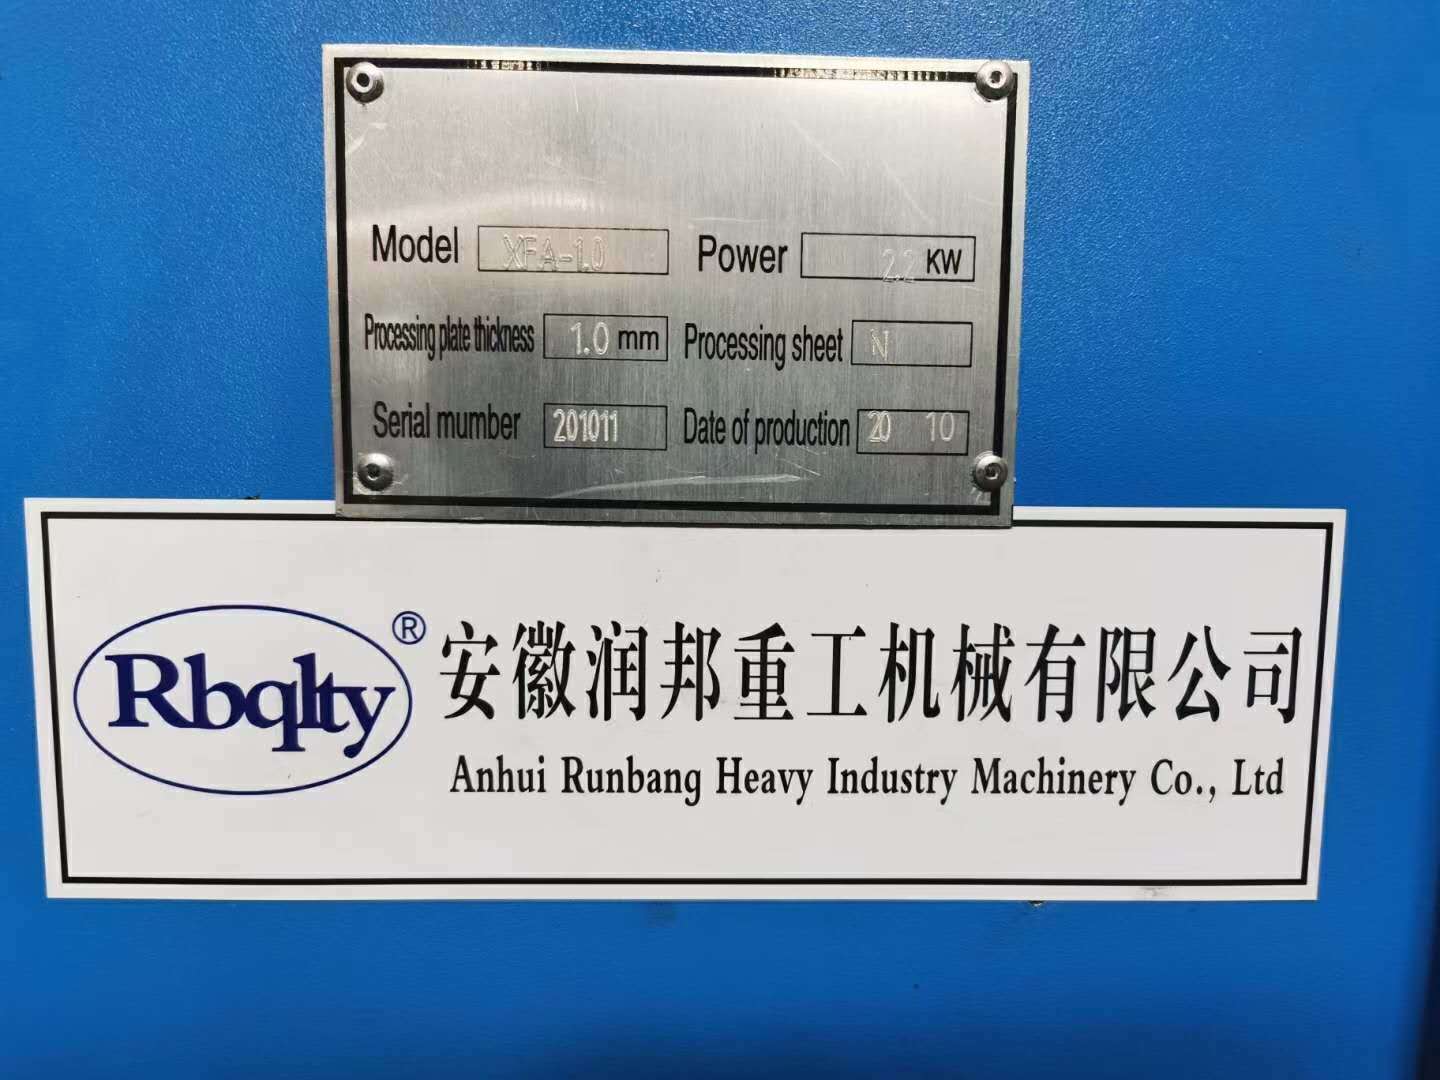 Model XFA-1.0 Power 2.2 KW
Processing plate thickness 1.0 mm Processing sheet N
Serial mumber 201011 Date of production 20 10
Rbqlty ® 安徽润邦重工机械有限公司
Anhui Runbang Heavy Industry Machinery Co., Ltd